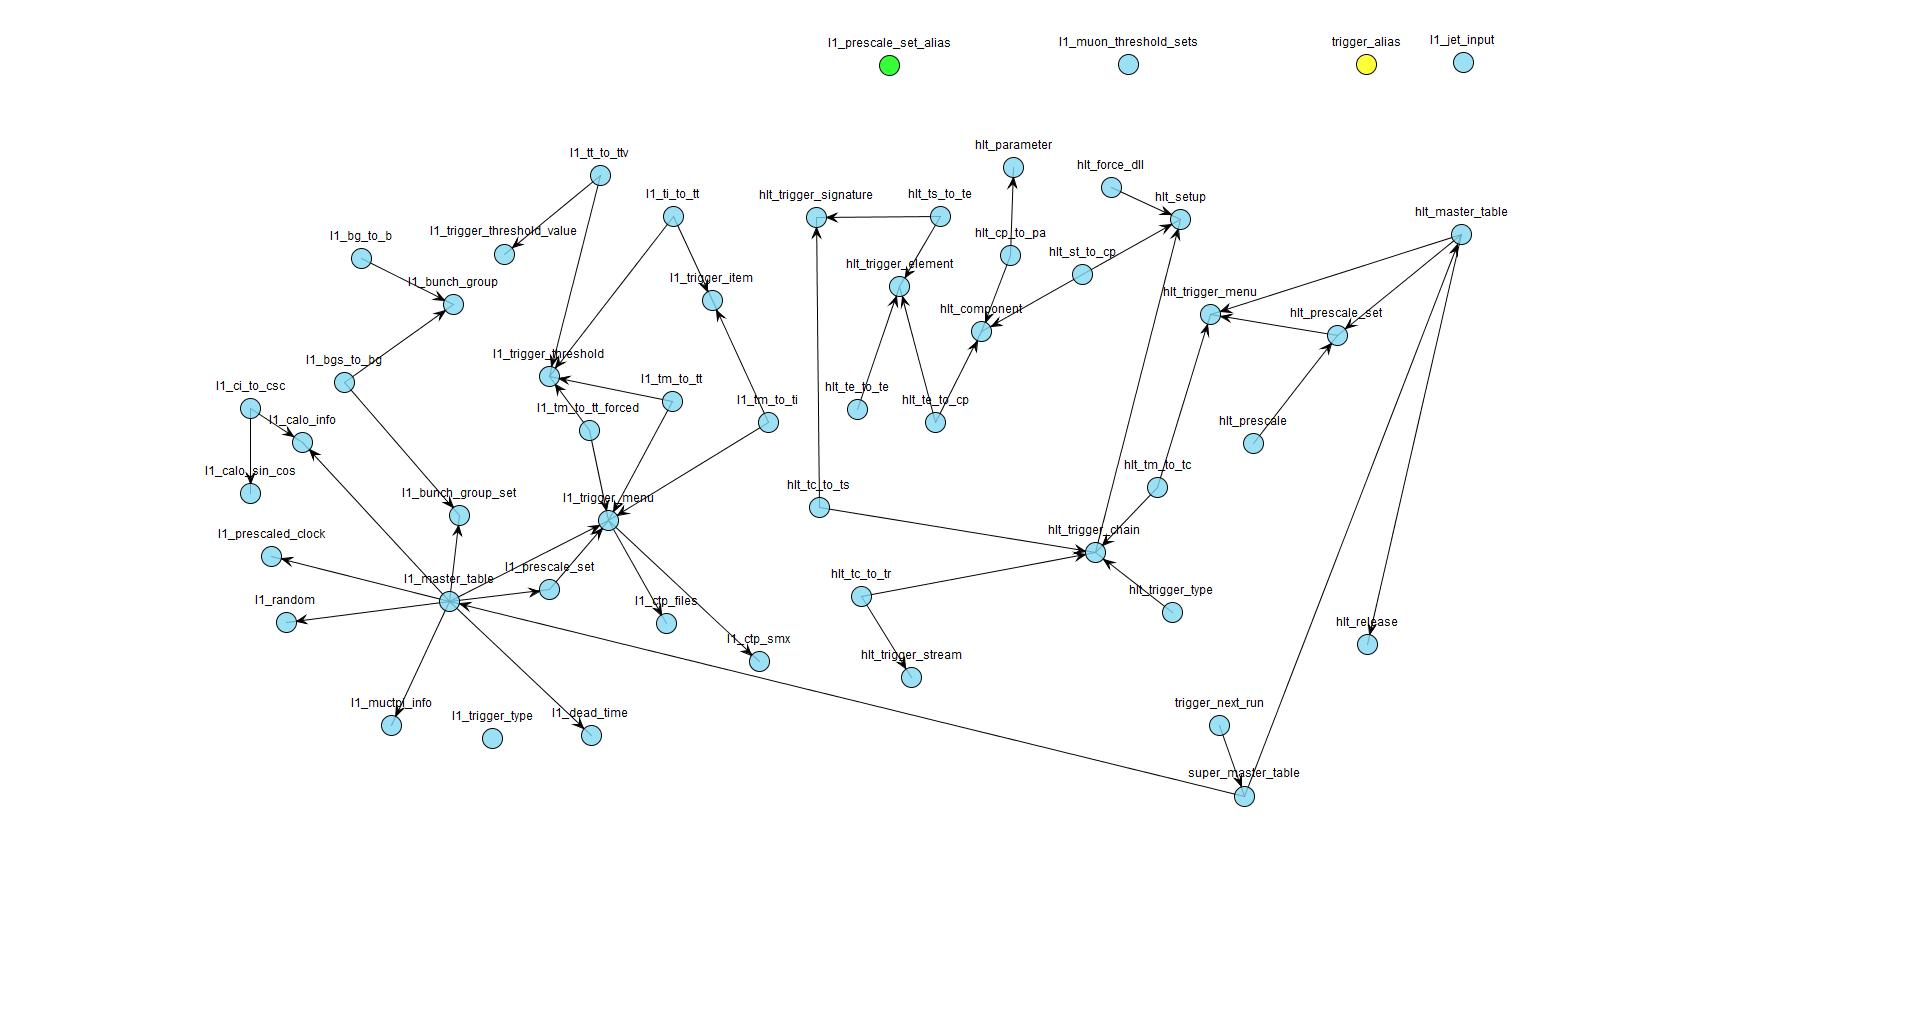 l1_jet_input
trigger_alias
l1_muon_threshold_sets
l1_prescale_set_alias
hlt_parameter
l1_tt_to_ttv
hlt_force_dll
l1_ti_to_tt
hlt_trigger_signature
hlt_ts_to_te
hlt_setup
hlt_master_table
l1_bg_to_b
l1_trigger_threshold_value
hlt_cp_to_pa
hlt_st_to_cp
hlt_trigger_element
l1_bunch_group
l1_trigger_item
hlt_trigger_menu
hlt_component
hlt_prescale_set
l1_bgs_to_bg
l1_trigger_threshold
l1_ci_to_csc
l1_tm_to_tt
hlt_te_to_te
l1_tm_to_ti
hlt_te_to_cp
l1_tm_to_tt_forced
l1_calo_info
hlt_prescale
l1_calo_sin_cos
hlt_tm_to_tc
hlt_tc_to_ts
l1_bunch_group_set
l1_trigger_menu
l1_prescaled_clock
hlt_trigger_chain
l1_prescale_set
hlt_tc_to_tr
l1_master_table
hlt_trigger_type
l1_random
l1_ctp_files
hlt_release
l1_ctp_smx
hlt_trigger_stream
l1_muctpi_info
trigger_next_run
l1_trigger_type
l1_dead_time
super_master_table